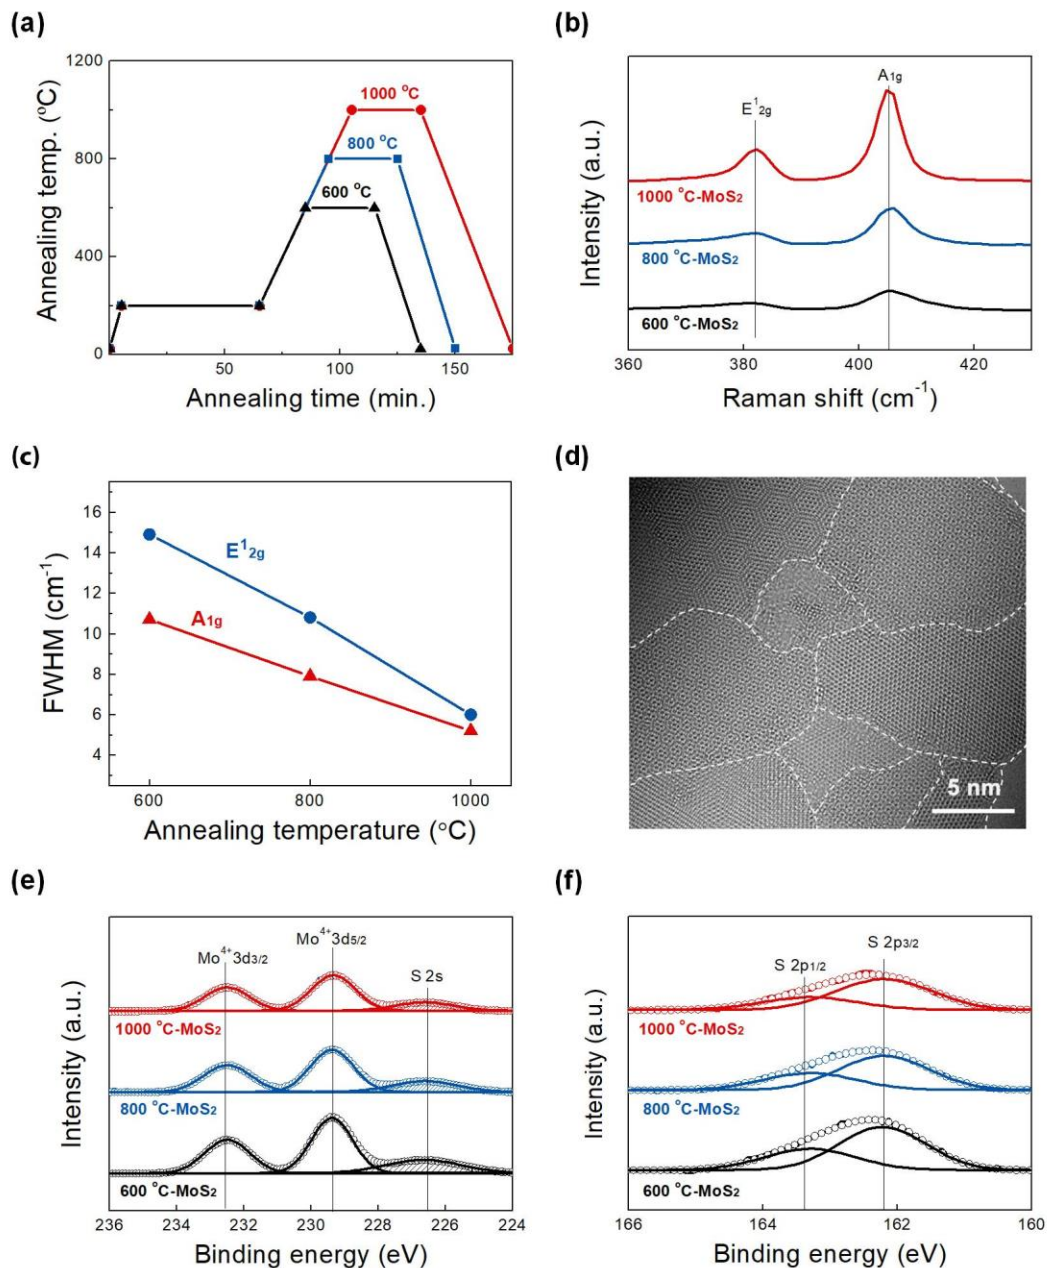 (a)
1200
800
400
0
Annealing temp. (ºC)
1000 °C
800 °C
600 °C
50
100
150
Annealing time (min.)
(b)
Intensity (a.u.)
E¹2g
A1g
1000 °C-MoS2
800 °C-MoS2
600 °C-MoS2
360
380
400
420
Raman shift (cm⁻¹)
(c)
16
14
12
10
8
6
4
FWHM (cm⁻¹)
E¹2g
A1g
600
800
1000
Annealing temperature (°C)
(d)
5 nm
(e)
Intensity (a.u.)
Mo⁴⁺3d3/2
Mo⁴⁺3d5/2
S 2s
1000 °C-MoS2
800 °C-MoS2
600 °C-MoS2
236
234
232
230
228
226
224
Binding energy (eV)
(f)
Intensity (a.u.)
S 2p1/2
S 2p3/2
1000 °C-MoS2
800 °C-MoS2
600 °C-MoS2
166
164
162
160
Binding energy (eV)